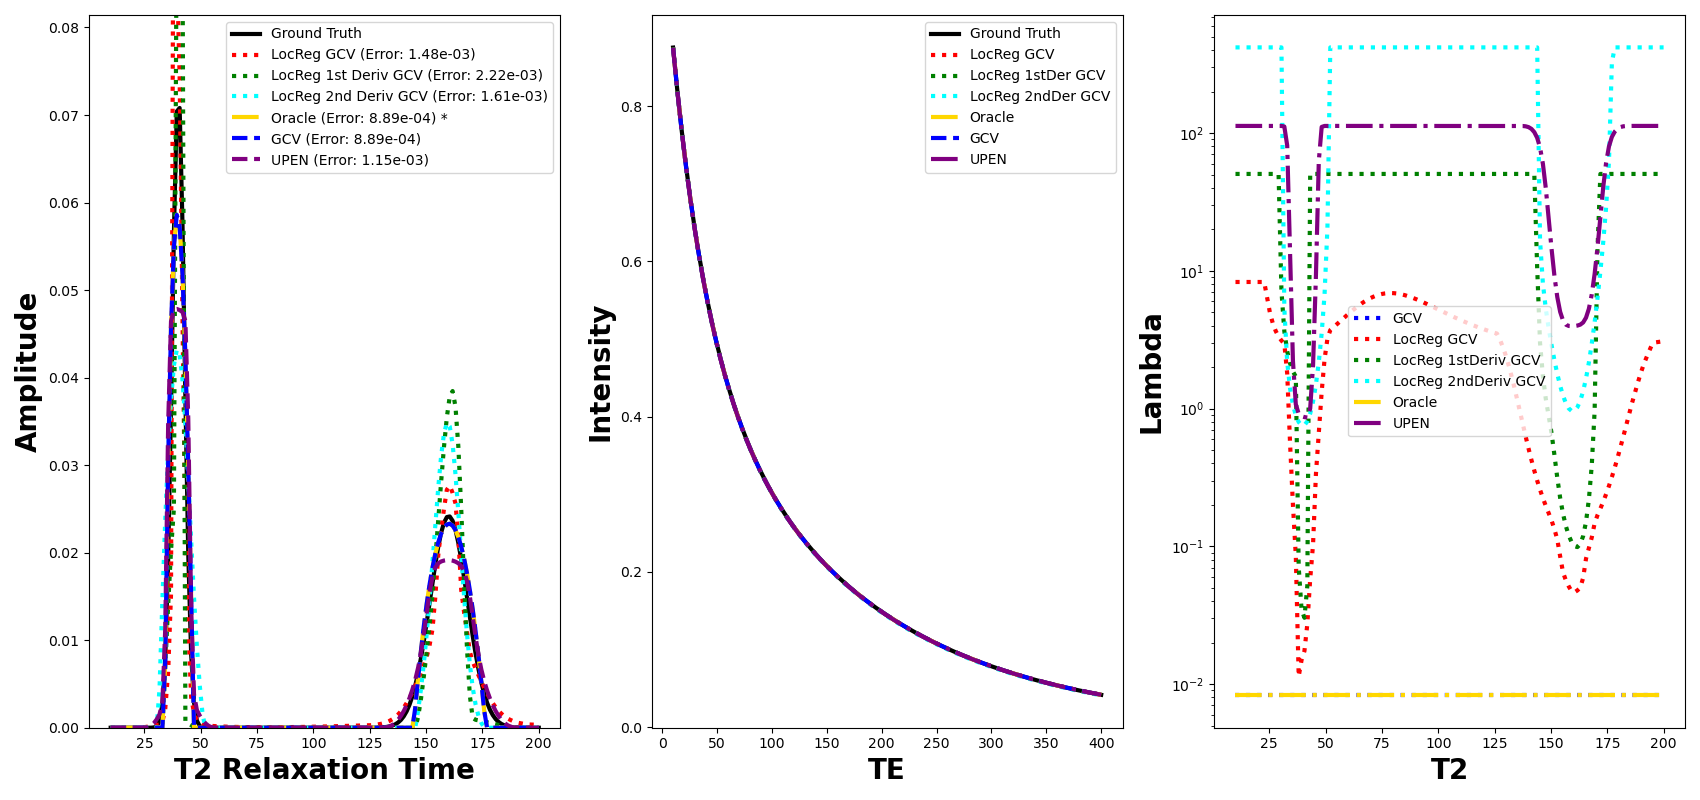 Amplitude
0.08
0.07
0.06
0.05
0.04
0.03
0.02
0.01
0.00
25 50 75 100 125 150 175 200
T2 Relaxation Time
Ground Truth
LocReg GCV (Error: 1.48e-03)
LocReg 1st Deriv GCV (Error: 2.22e-03)
LocReg 2nd Deriv GCV (Error: 1.61e-03)
Oracle (Error: 8.89e-04) *
GCV (Error: 8.89e-04)
UPEN (Error: 1.15e-03)
Intensity
0.8
0.6
0.4
0.2
0.0
0 50 100 150 200 250 300 350 400
TE
Ground Truth
LocReg GCV
LocReg 1stDer GCV
LocReg 2ndDer GCV
Oracle
GCV
UPEN
Lambda
10²
10¹
10⁰
10⁻¹
10⁻²
25 50 75 100 125 150 175 200
T2
GCV
LocReg GCV
LocReg 1stDeriv GCV
LocReg 2ndDeriv GCV
Oracle
UPEN